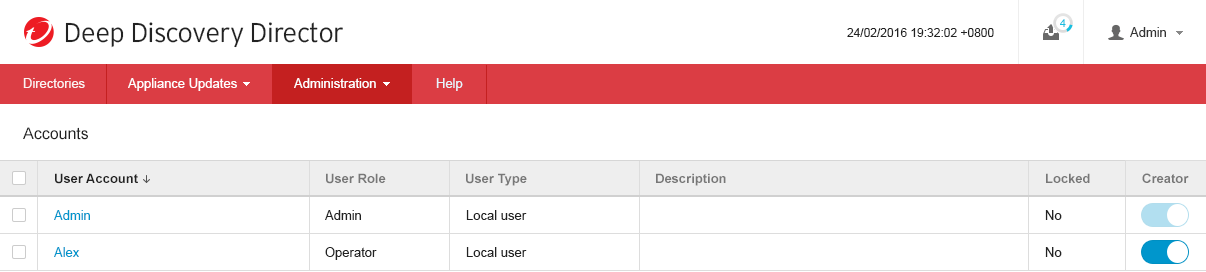 Deep Discovery Director
24/02/2016 19:32:02 +0800
4
Admin
Directories
Appliance Updates
Administration
Help
Accounts
User Account ↓ User Role User Type Description Locked Creator
Admin Admin Local user No
Alex Operator Local user No